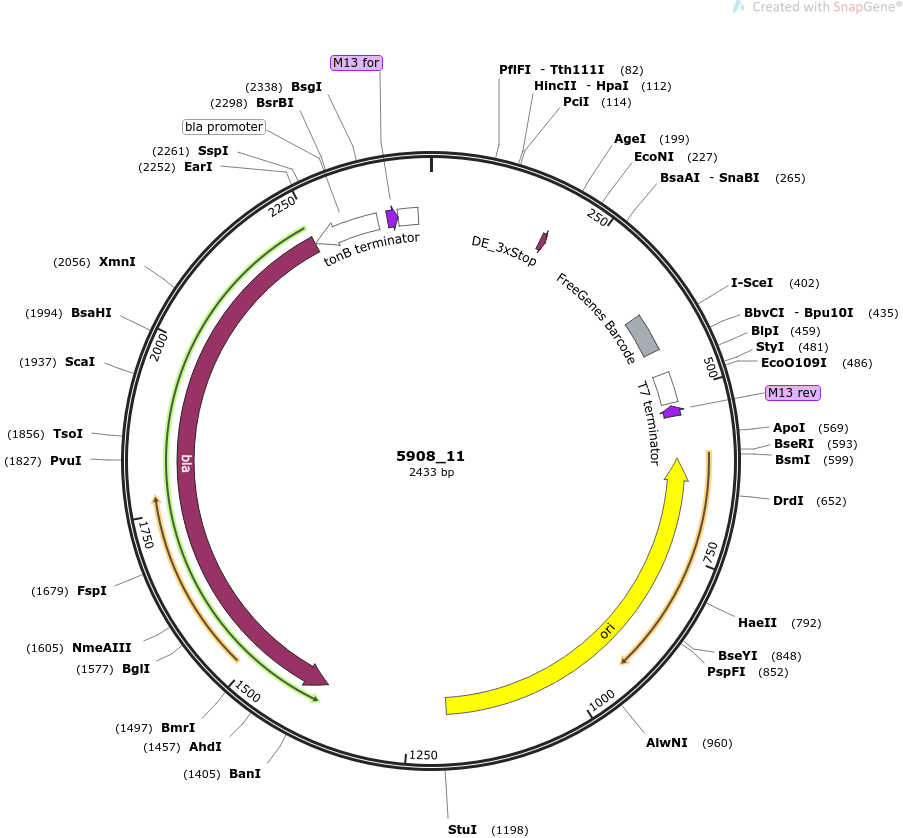 Created with SnapGene®
M13 for
(2338) BsgI
(2298) BsrBI
bla promoter
(2261) SspI
(2252) EarI
PflFI - Tth111I (82)
HincII - HpaI (112)
PciI (114)
AgeI (199)
EcoNI (227)
BsaAI - SnaBI (265)
2250
250
tonB terminator
DE_3xStop
FreeGenes Barcode
(2056) XmnI
(1994) BsaHI
(1937) ScaI
2000
I-SceI (402)
BbvCI - Bpu10I (435)
BlpI (459)
StyI (481)
EcoO109I (486)
500
M13 rev
T7 terminator
(1856) TsoI
(1827) PvuI
bla
5908_11
2433 bp
ApoI (569)
BseRI (593)
BsmI (599)
DrdI (652)
1750
750
(1679) FspI
(1605) NmeAIII
(1577) BglI
ori
HaeII (792)
BseYI (848)
PspFI (852)
1500
1000
(1497) BmrI
(1457) AhdI
(1405) BanI
AlwNI (960)
1250
StuI (1198)